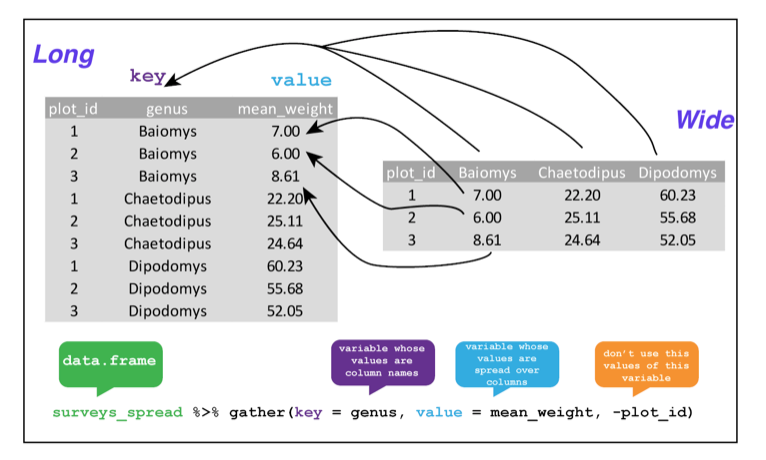 Long
key
value
plot_id genus mean_weight
1 Baiomys 7.00
2 Baiomys 6.00
3 Baiomys 8.61
1 Chaetodipus 22.20
2 Chaetodipus 25.11
3 Chaetodipus 24.64
1 Dipodomys 60.23
2 Dipodomys 55.68
3 Dipodomys 52.05
Wide
plot_id Baiomys Chaetodipus Dipodomys
1 7.00 22.20 60.23
2 6.00 25.11 55.68
3 8.61 24.64 52.05
data.frame
variable whose
values are
column names
variable whose
values are
spread over
columns
don't use this
values of this
variable
surveys_spread %>% gather(key = genus, value = mean_weight, -plot_id)